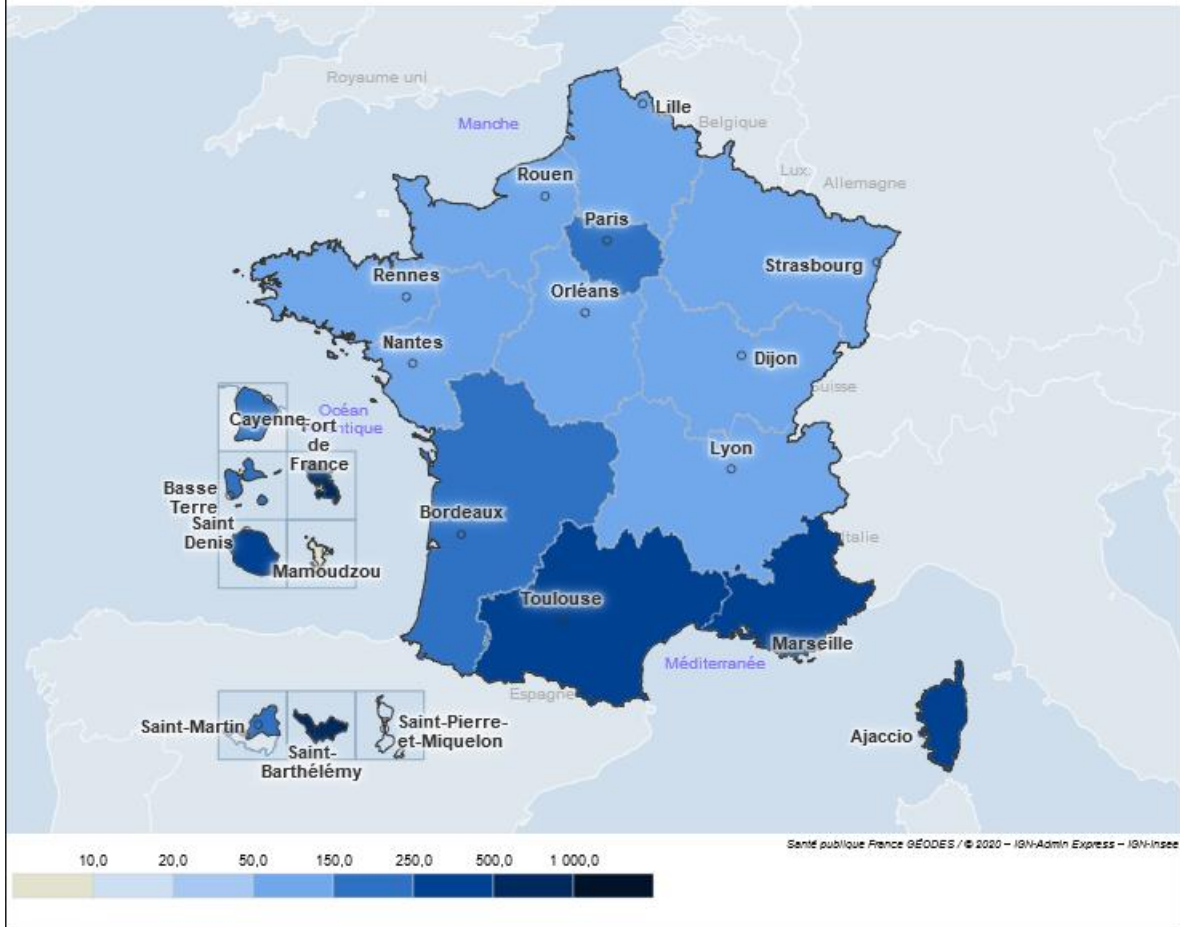 Royaume uni
Manche
Lille
Belgique
Rouen
Lux.
Allemagne
Paris
Strasbourg
Rennes
Orléans
Nantes
Dijon
Suisse
Cayenne
Océan
ntique
Fort
de
France
Lyon
Basse
Terre
Bordeaux
Saint
Denis
Italie
Mamoudzou
Toulouse
Marseille
Méditerranée
Espagne
Saint-Martin
Saint-Pierre-
et-Miquelon
Saint-
Barthélémy
Ajaccio
Santé publique France GÉODES / © 2020 – IGN-Admin Express – IGN-Insee
10,0 20,0 50,0 150,0 250,0 500,0 1 000,0